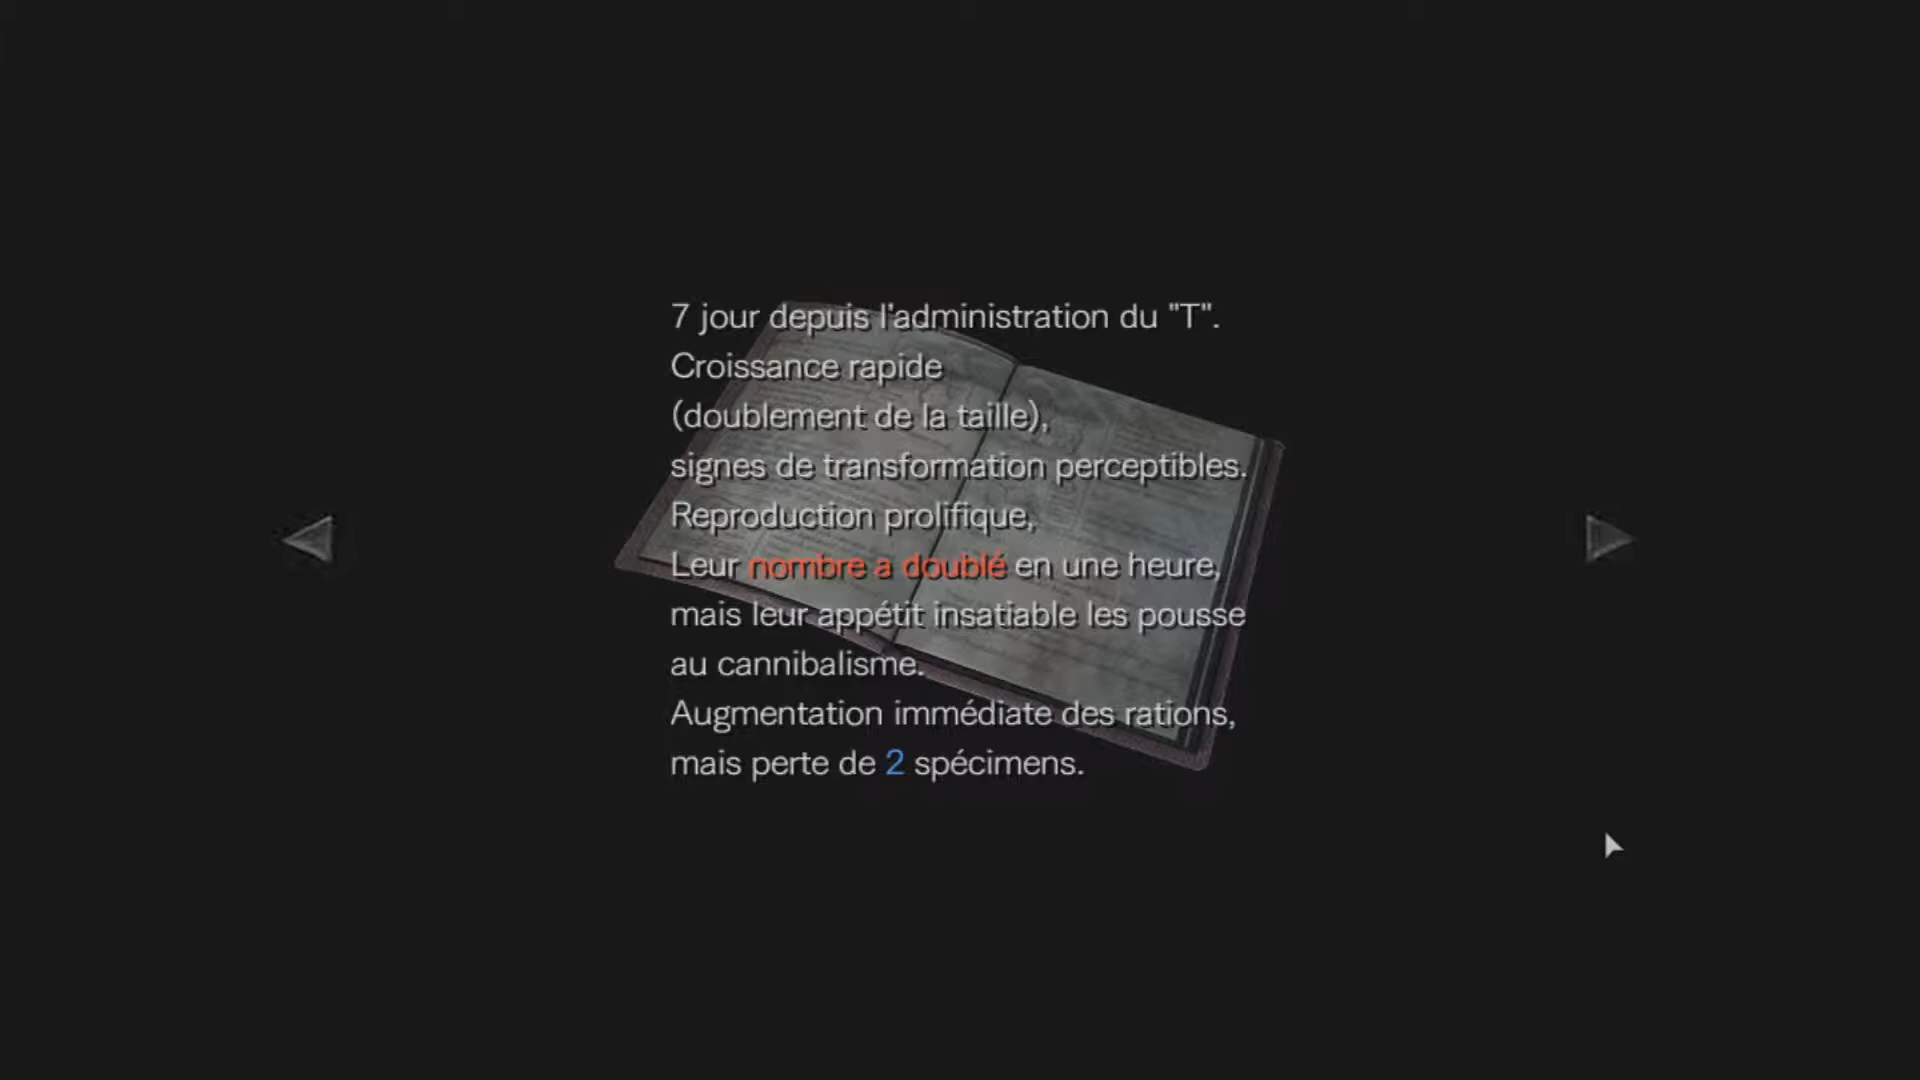 7 jour depuis l'administration du "T".
Croissance rapide
(doublement de la taille),
signes de transformation perceptibles.
Reproduction prolifique,
Leur nombre a doublé en une heure,
mais leur appétit insatiable les pousse
au cannibalisme.
Augmentation immédiate des rations,
mais perte de 2 spécimens.